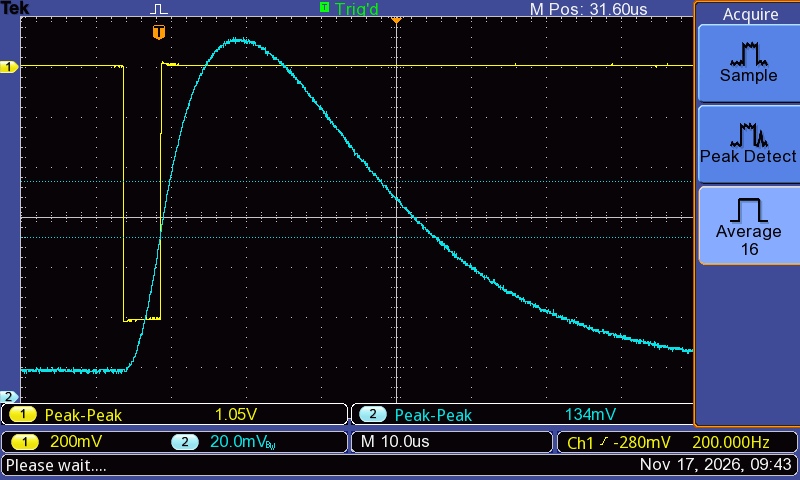 Tek T Trig'd M Pos: 31.60us
T
1
2
Acquire
Sample
Peak Detect
Average
16
1 Peak-Peak 1.05V 2 Peak-Peak 134mV
1 200mV 2 20.0mVBW M 10.0us Ch1 -280mV 200.000Hz
Please wait.... Nov 17, 2026, 09:43